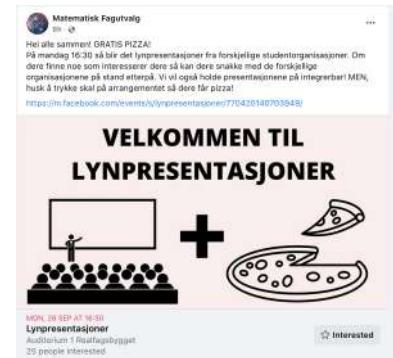 Matematisk Fagutvalg
Hei alle sammen! GRATIS PIZZA!
På mandag 16:30 så blir det lynpresentasjoner fra forskjellige studentorganisasjoner. Om
dere finne noe som interesserer dere så kan dere snakke med de forskjellige
organisasjonene på stand etterpå. Vi vil også holde presentasjonene på integrerbar! MEN,
husk å trykke skal på arrangementet så dere får pizza!
https://m.facebook.com/events/s/lynpresentasjoner/770420140703949/
VELKOMMEN TIL
LYNPRESENTASJONER
MON, 26 SEP AT 16:30
Lynpresentasjoner
Auditorium 1 Realfagsbygget
25 people interested
Interested